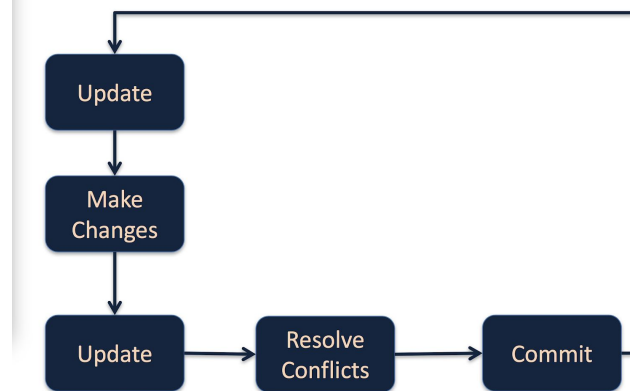 Update
Make
Changes
Update
Resolve
Conflicts
Commit